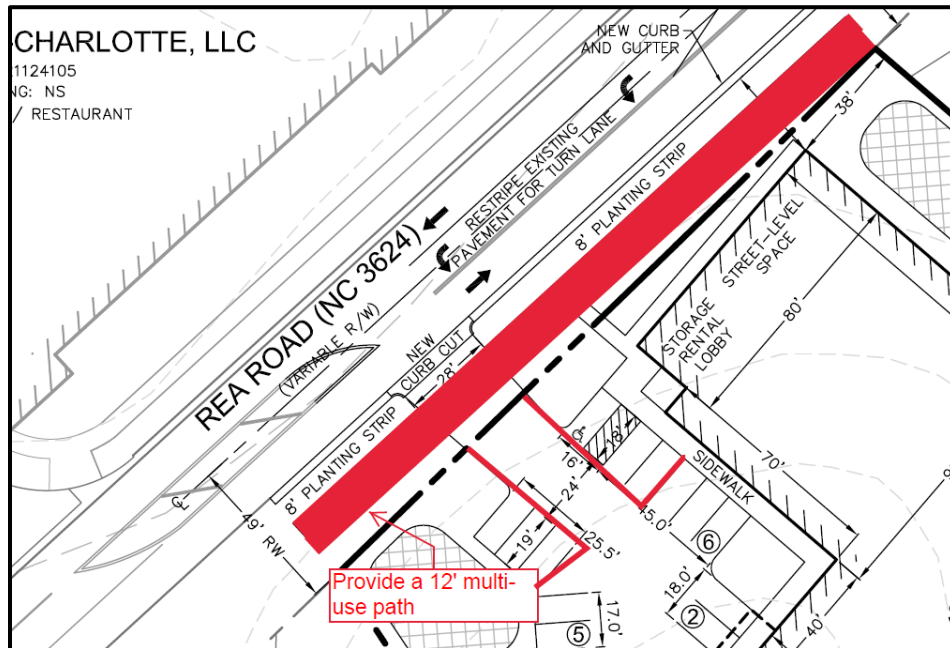 -CHARLOTTE, LLC
1124105
NG: NS
/ RESTAURANT
NEW CURB
AND GUTTER
RESTRIPE EXISTING
PAVEMENT FOR TURN LANE
38'
8' PLANTING STRIP
REA ROAD (NC 3624)
(VARIABLE R/W)
STREET-LEVEL
SPACE
STORAGE
RENTAL
LOBBY
80'
NEW
CURB CUT
28'
8' PLANTING STRIP
℄
49' RW
℄
18'
16'
24'
19'
25.5'
45.0'
SIDEWALK
70'
8
6
18.0'
2
40'
17.0'
5
Provide a 12' multi-
use path